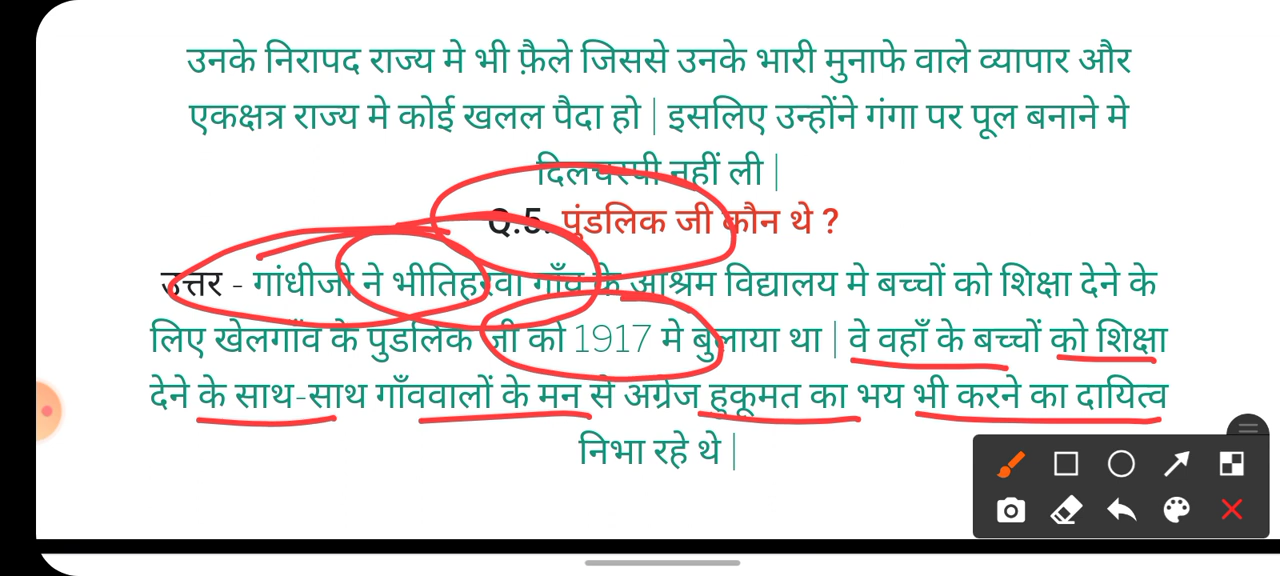 उनके निरापद राज्य मे भी फ़ैले जिससे उनके भारी मुनाफे वाले व्यापार और
एकक्षत्र राज्य मे कोई खलल पैदा हो | इसलिए उन्होंने गंगा पर पूल बनाने मे
दिलचस्पी नहीं ली |
Q.5. पुंडलिक जी कौन थे ?
उत्तर - गांधीजी ने भीतिहरवा गाँव के आश्रम विद्यालय मे बच्चों को शिक्षा देने के
लिए खेलगाँव के पुंडलिक जी को 1917 मे बुलाया था | वे वहाँ के बच्चों को शिक्षा
देने के साथ-साथ गाँववालों के मन से अग्रेज हुकूमत का भय भी करने का दायित्व
निभा रहे थे |